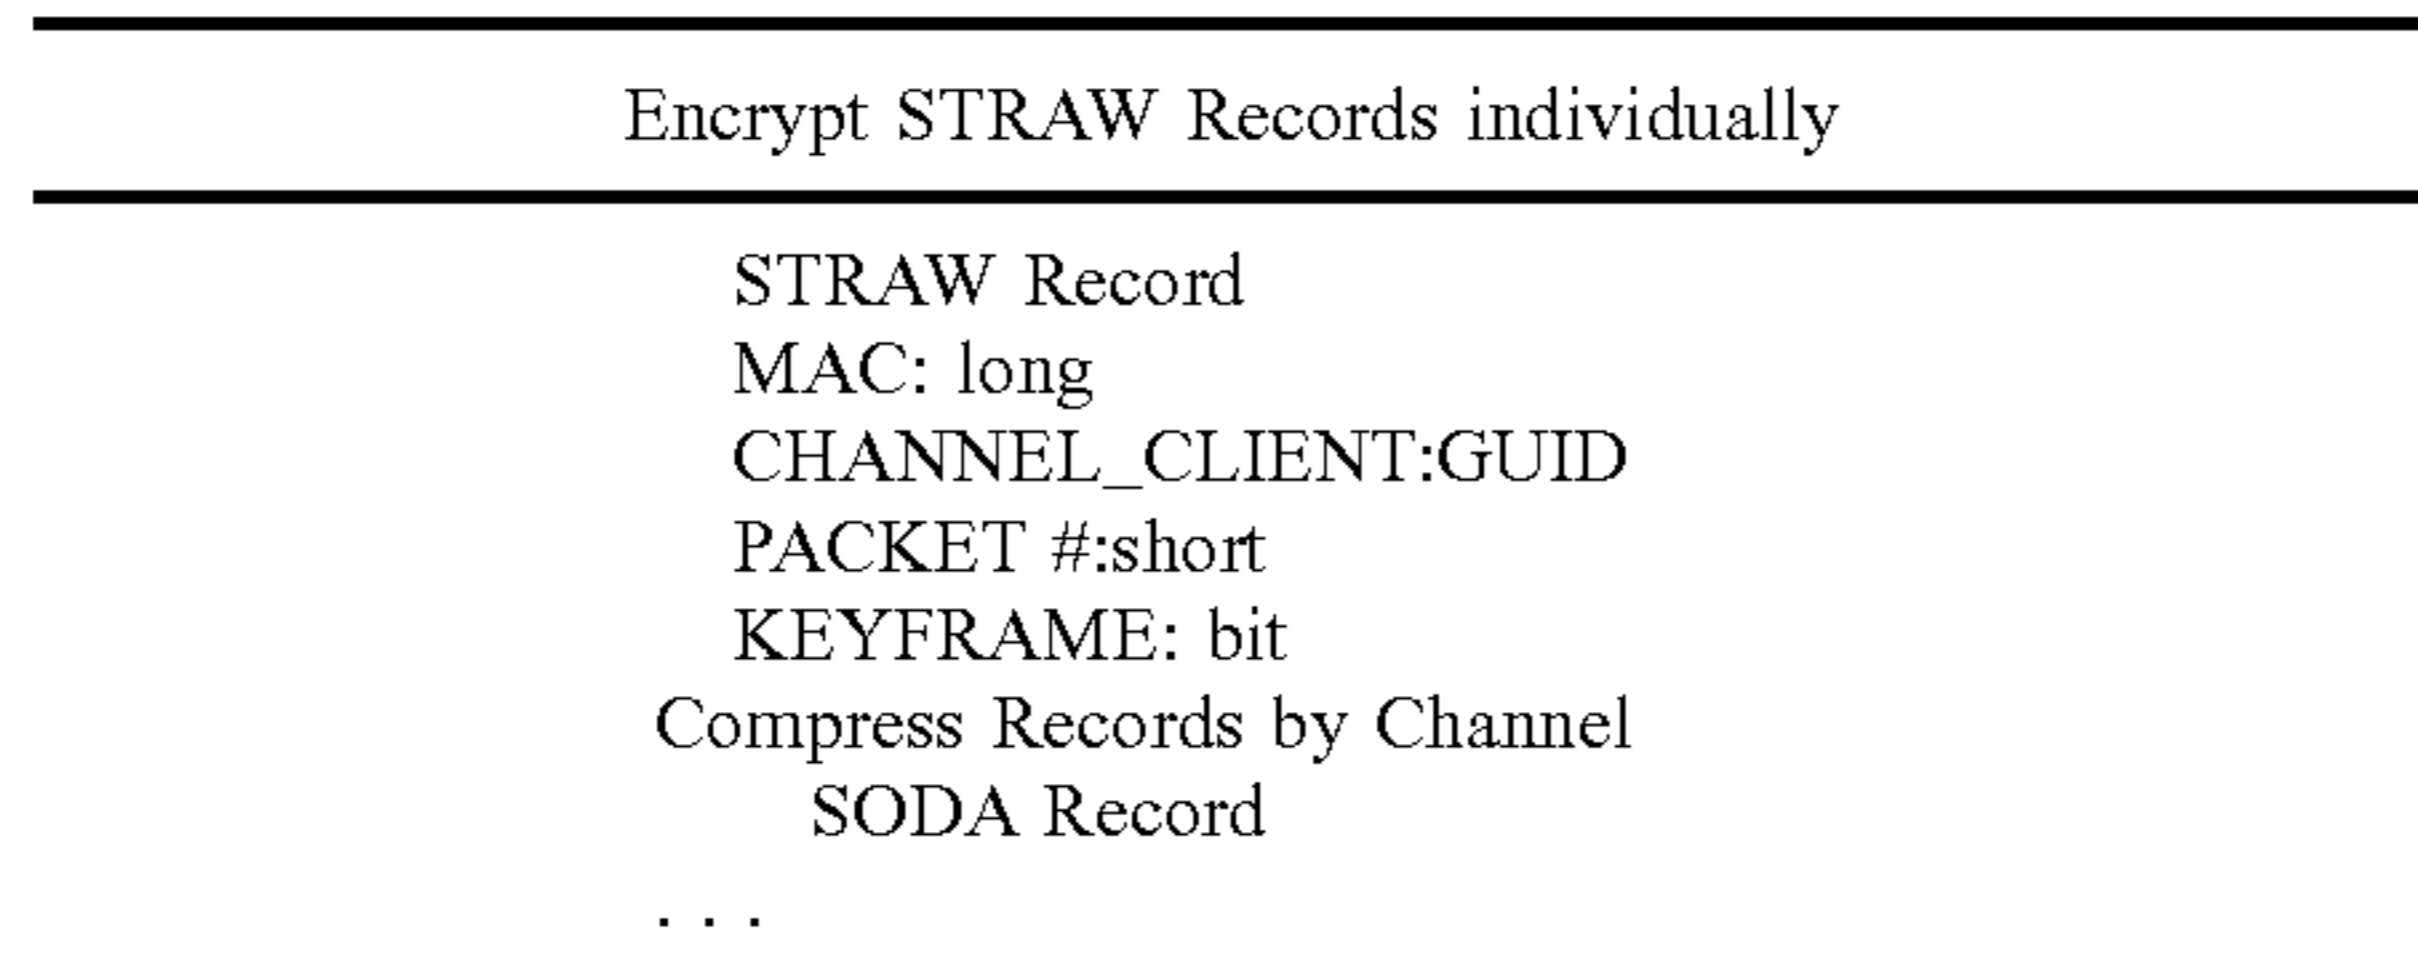 Encrypt STRAW Records individually
STRAW Record
MAC: long
CHANNEL_CLIENT:GUID
PACKET #:short
KEYFRAME: bit
Compress Records by Channel
SODA Record
. . .